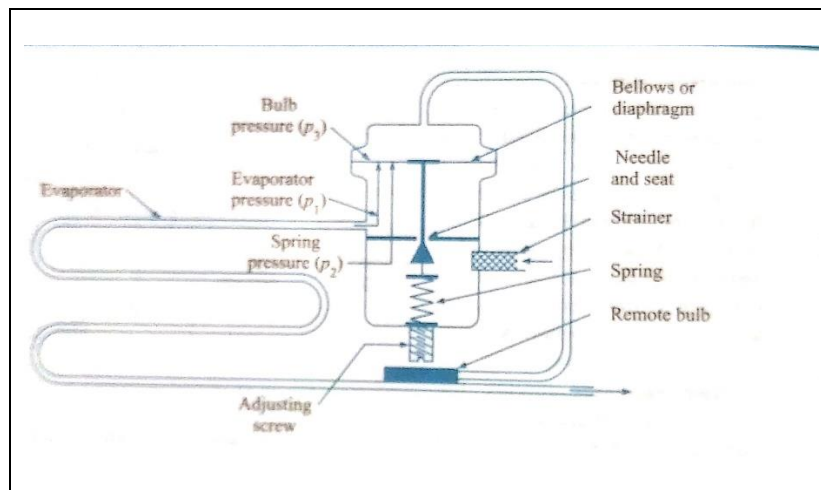 Bulb
pressure (p3)
Bellows or
diaphragm
Needle
and seat
Evaporator
Evaporator
pressure (p1)
Strainer
Spring
pressure (p2)
Spring
Remote bulb
Adjusting
screw